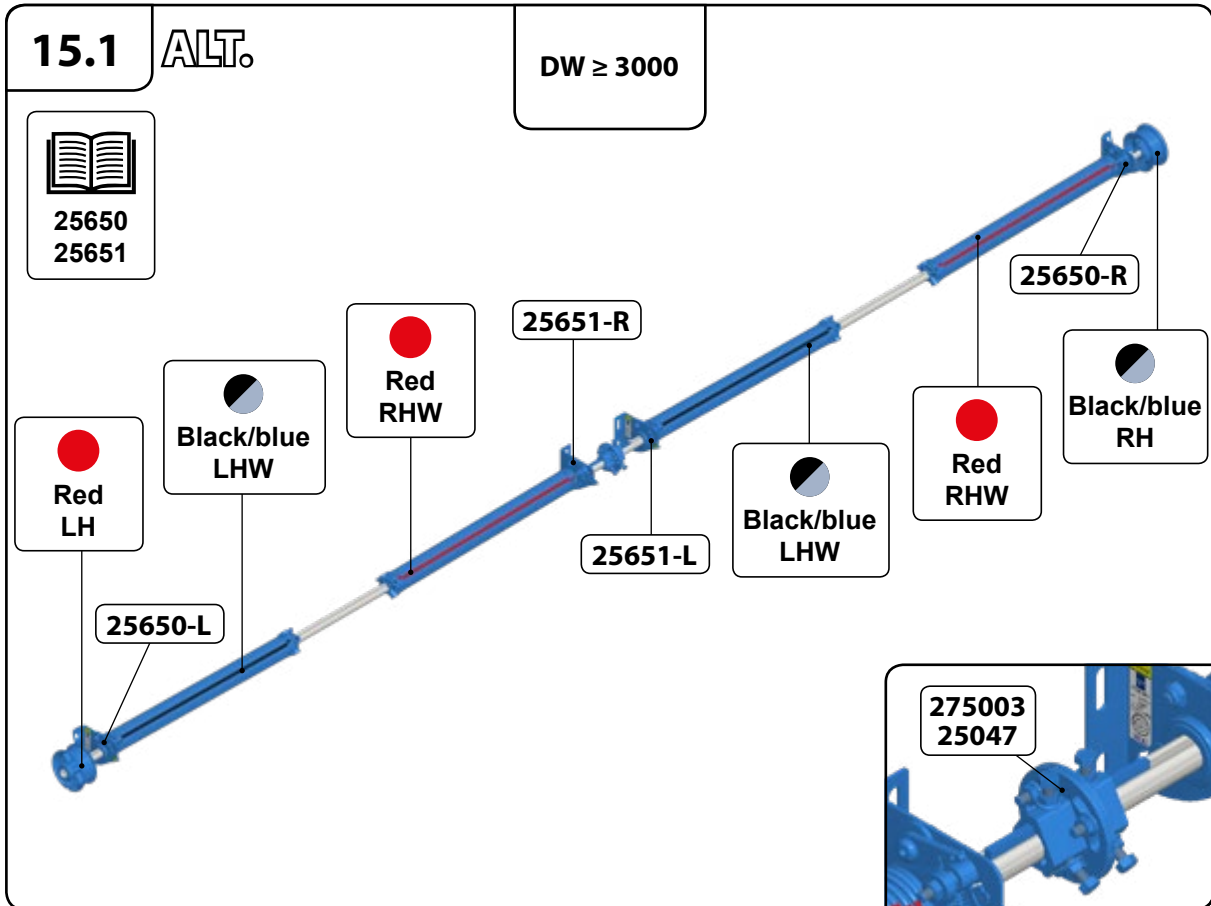 15.1
ALT.
DW ≥ 3000
25650
25651
25650-R
25651-R
Red
RHW
Black/blue
RH
Black/blue
LHW
Red
RHW
Red
LH
Black/blue
LHW
25651-L
25650-L
275003
25047